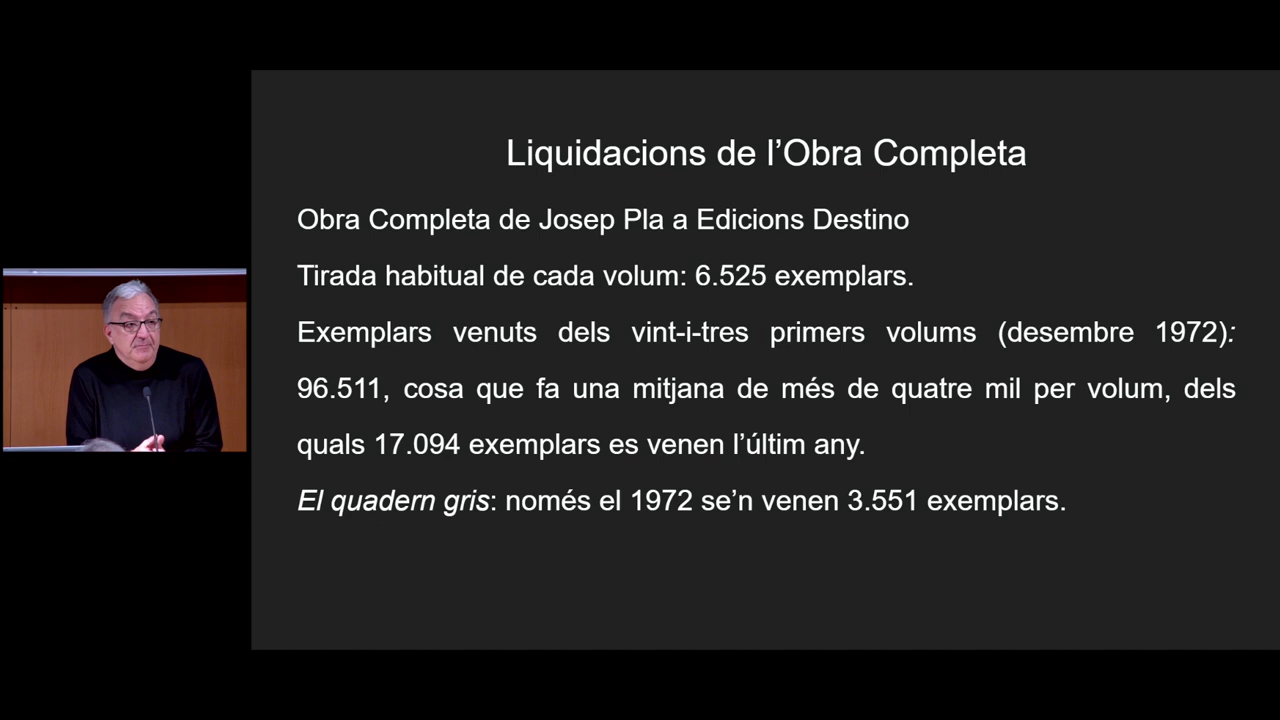 Liquidacions de l’Obra Completa
Obra Completa de Josep Pla a Edicions Destino
Tirada habitual de cada volum: 6.525 exemplars.
Exemplars venuts dels vint-i-tres primers volums (desembre 1972):
96.511, cosa que fa una mitjana de més de quatre mil per volum, dels
quals 17.094 exemplars es venen l’últim any.
El quadern gris: només el 1972 se’n venen 3.551 exemplars.